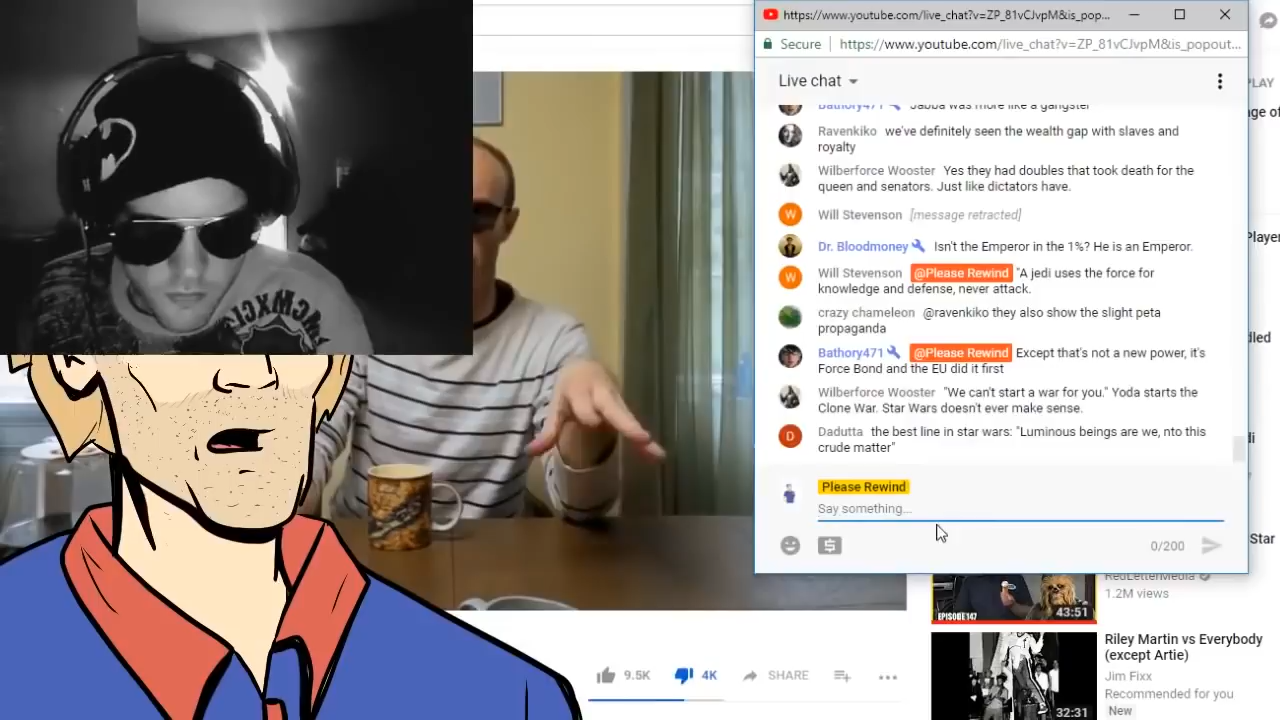 https://www.youtube.com/live_chat?v=ZP_81vCJvpM&is_pop...
Secure
https://www.youtube.com/live_chat?v=ZP_81vCJvpM&is_popout...
Live chat
Bathory471 Jabba was more like a gangster
Ravenkiko we've definitely seen the wealth gap with slaves and
royalty
Wilberforce Wooster Yes they had doubles that took death for the
queen and senators. Just like dictators have.
W Will Stevenson [message retracted]
Dr. Bloodmoney Isn't the Emperor in the 1%? He is an Emperor.
W Will Stevenson @Please Rewind "A jedi uses the force for
knowledge and defense, never attack.
crazy chameleon @ravenkiko they also show the slight peta
propaganda
Bathory471 @Please Rewind Except that's not a new power, it's
Force Bond and the EU did it first
Wilberforce Wooster "We can't start a war for you." Yoda starts the
Clone War. Star Wars doesn't ever make sense.
D Dadutta the best line in star wars: "Luminous beings are we, nto this
crude matter"
Please Rewind
Say something...
0/200
PLAY
RedLetterMedia
1.2M views
EPISODE 147
43:51
Riley Martin vs Everybody
(except Artie)
Jim Fixx
Recommended for you
New
32:31
9.5K
4K
SHARE
Star